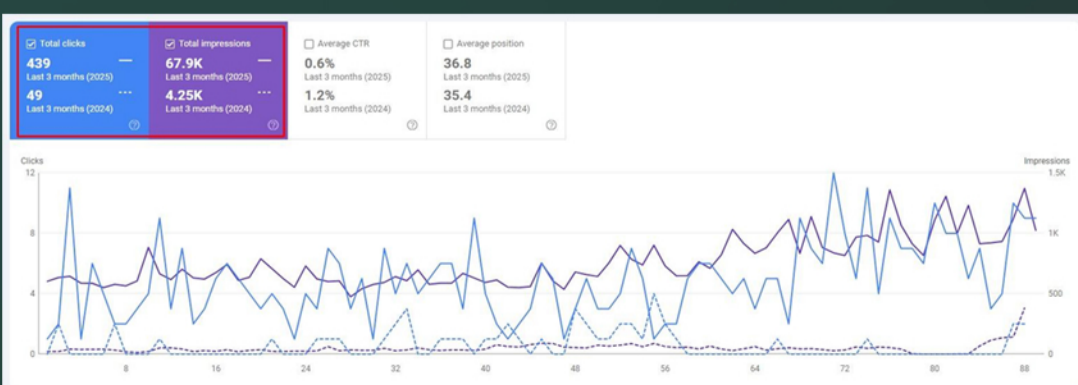 Total clicks
439
Last 3 months (2025)
49
Last 3 months (2024)
Total impressions
67.9K
Last 3 months (2025)
4.25K
Last 3 months (2024)
Average CTR
0.6%
Last 3 months (2025)
1.2%
Last 3 months (2024)
Average position
36.8
Last 3 months (2025)
35.4
Last 3 months (2024)
Clicks Impressions
12 1.5K
8 1K
4 500
0 0
8 16 24 32 40 48 56 64 72 80 88